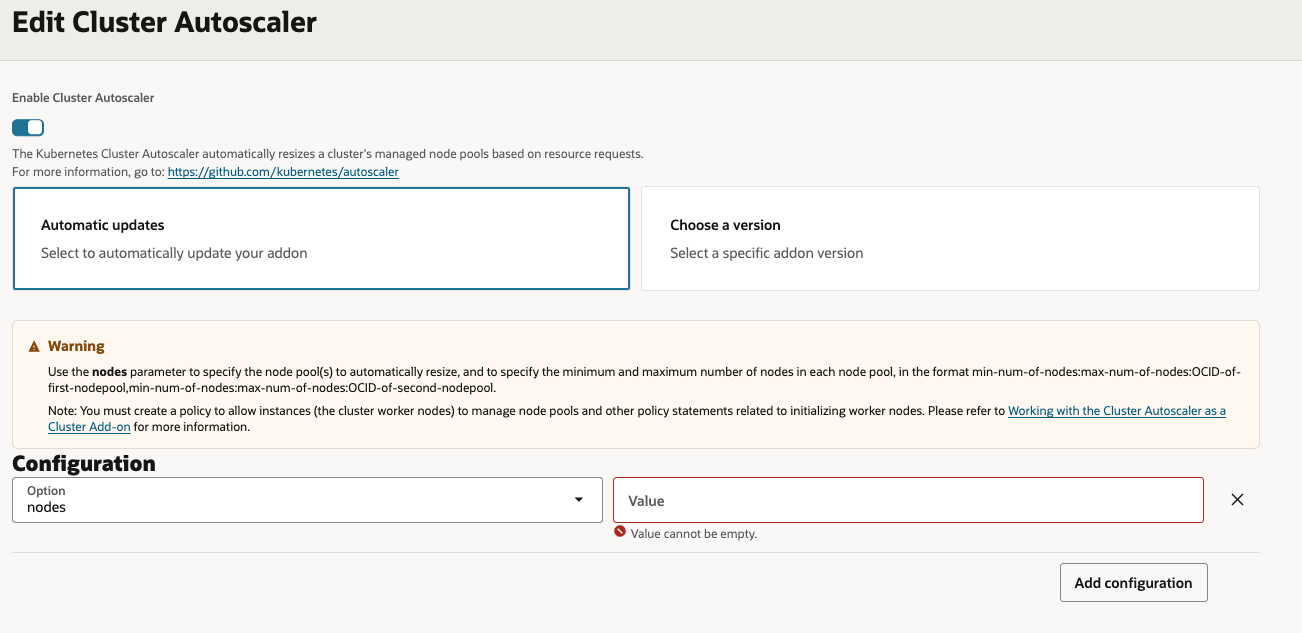 Edit Cluster Autoscaler
Enable Cluster Autoscaler
The Kubernetes Cluster Autoscaler automatically resizes a cluster's managed node pools based on resource requests.
For more information, go to: https://github.com/kubernetes/autoscaler
Automatic updates
Select to automatically update your addon
Choose a version
Select a specific addon version
Warning
Use the nodes parameter to specify the node pool(s) to automatically resize, and to specify the minimum and maximum number of nodes in each node pool, in the format min-num-of-nodes:max-num-of-nodes:OCID-of-
first-nodepool,min-num-of-nodes:max-num-of-nodes:OCID-of-second-nodepool.
Note: You must create a policy to allow instances (the cluster worker nodes) to manage node pools and other policy statements related to initializing worker nodes. Please refer to Working with the Cluster Autoscaler as a
Cluster Add-on for more information.
Configuration
Option
nodes
Value
Value cannot be empty.
Add configuration